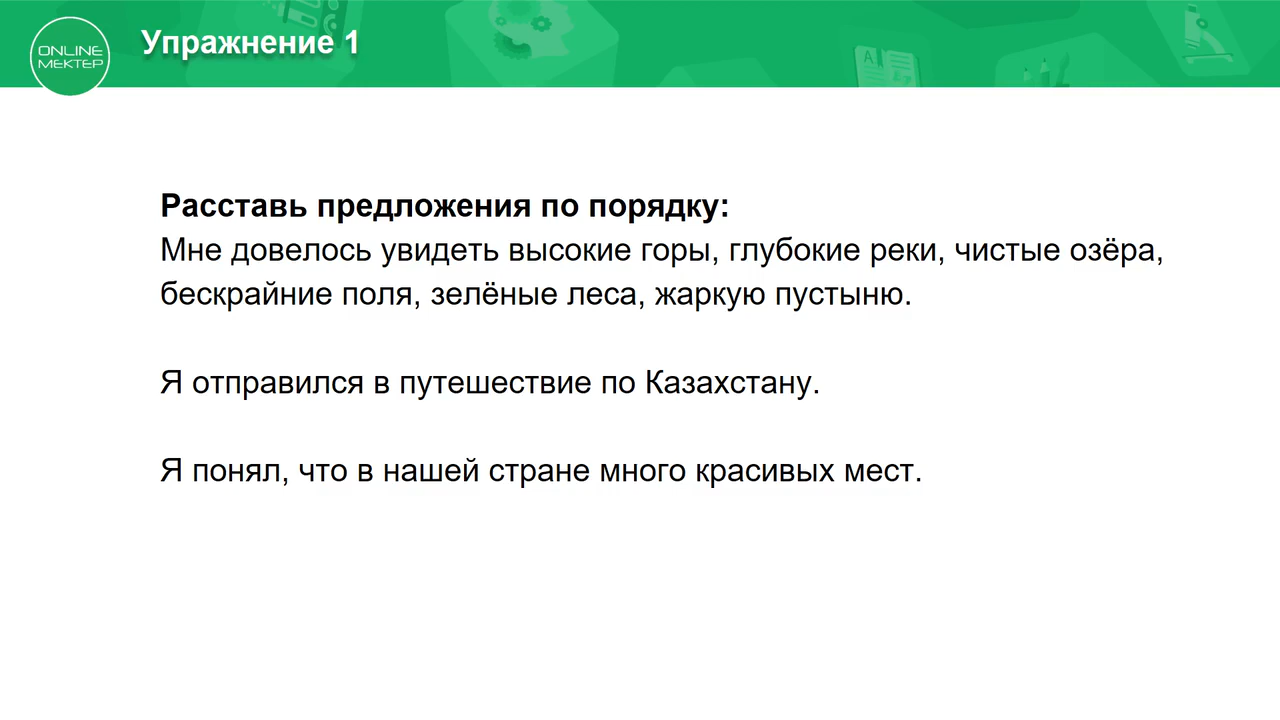 ONLINE
МЕКТЕР
Упражнение 1
Расставь предложения по порядку:
Мне довелось увидеть высокие горы, глубокие реки, чистые озёра,
бескрайние поля, зелёные леса, жаркую пустыню.
Я отправился в путешествие по Казахстану.
Я понял, что в нашей стране много красивых мест.